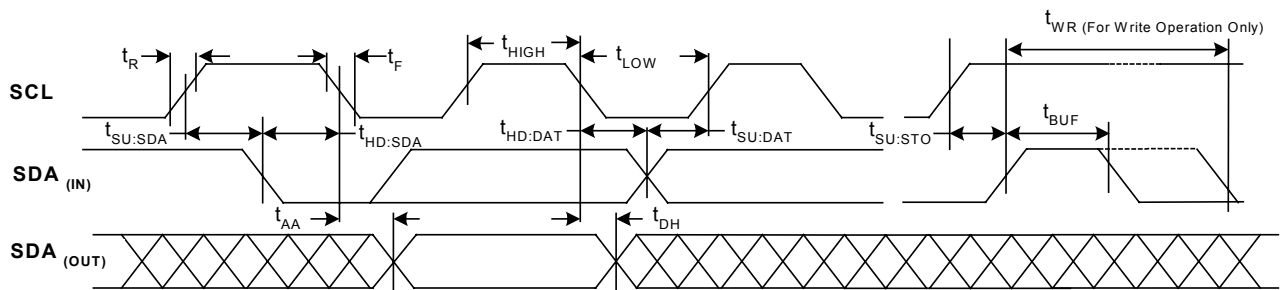 tWR (For Write Operation Only)
tR
tF
tHIGH
tLOW
SCL
tSU:SDA
tHD:SDA
tHD:DAT
tSU:DAT
tSU:STO
tBUF
SDA (IN)
tAA
tDH
SDA (OUT)